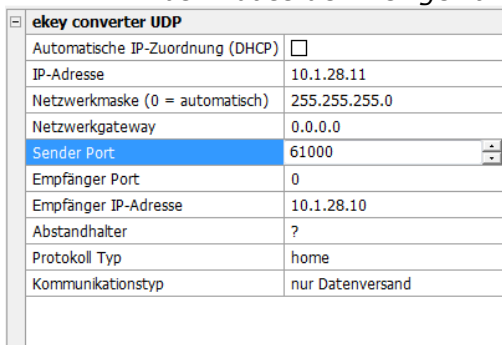 ekey converter UDP
Automatische IP-Zuordnung (DHCP)
IP-Adresse 10.1.28.11
Netzwerkmaske (0 = automatisch) 255.255.255.0
Netzwerkgateway 0.0.0.0
Sender Port 61000
Empfänger Port 0
Empfänger IP-Adresse 10.1.28.10
Abstandhalter ?
Protokoll Typ home
Kommunikationstyp nur Datenversand